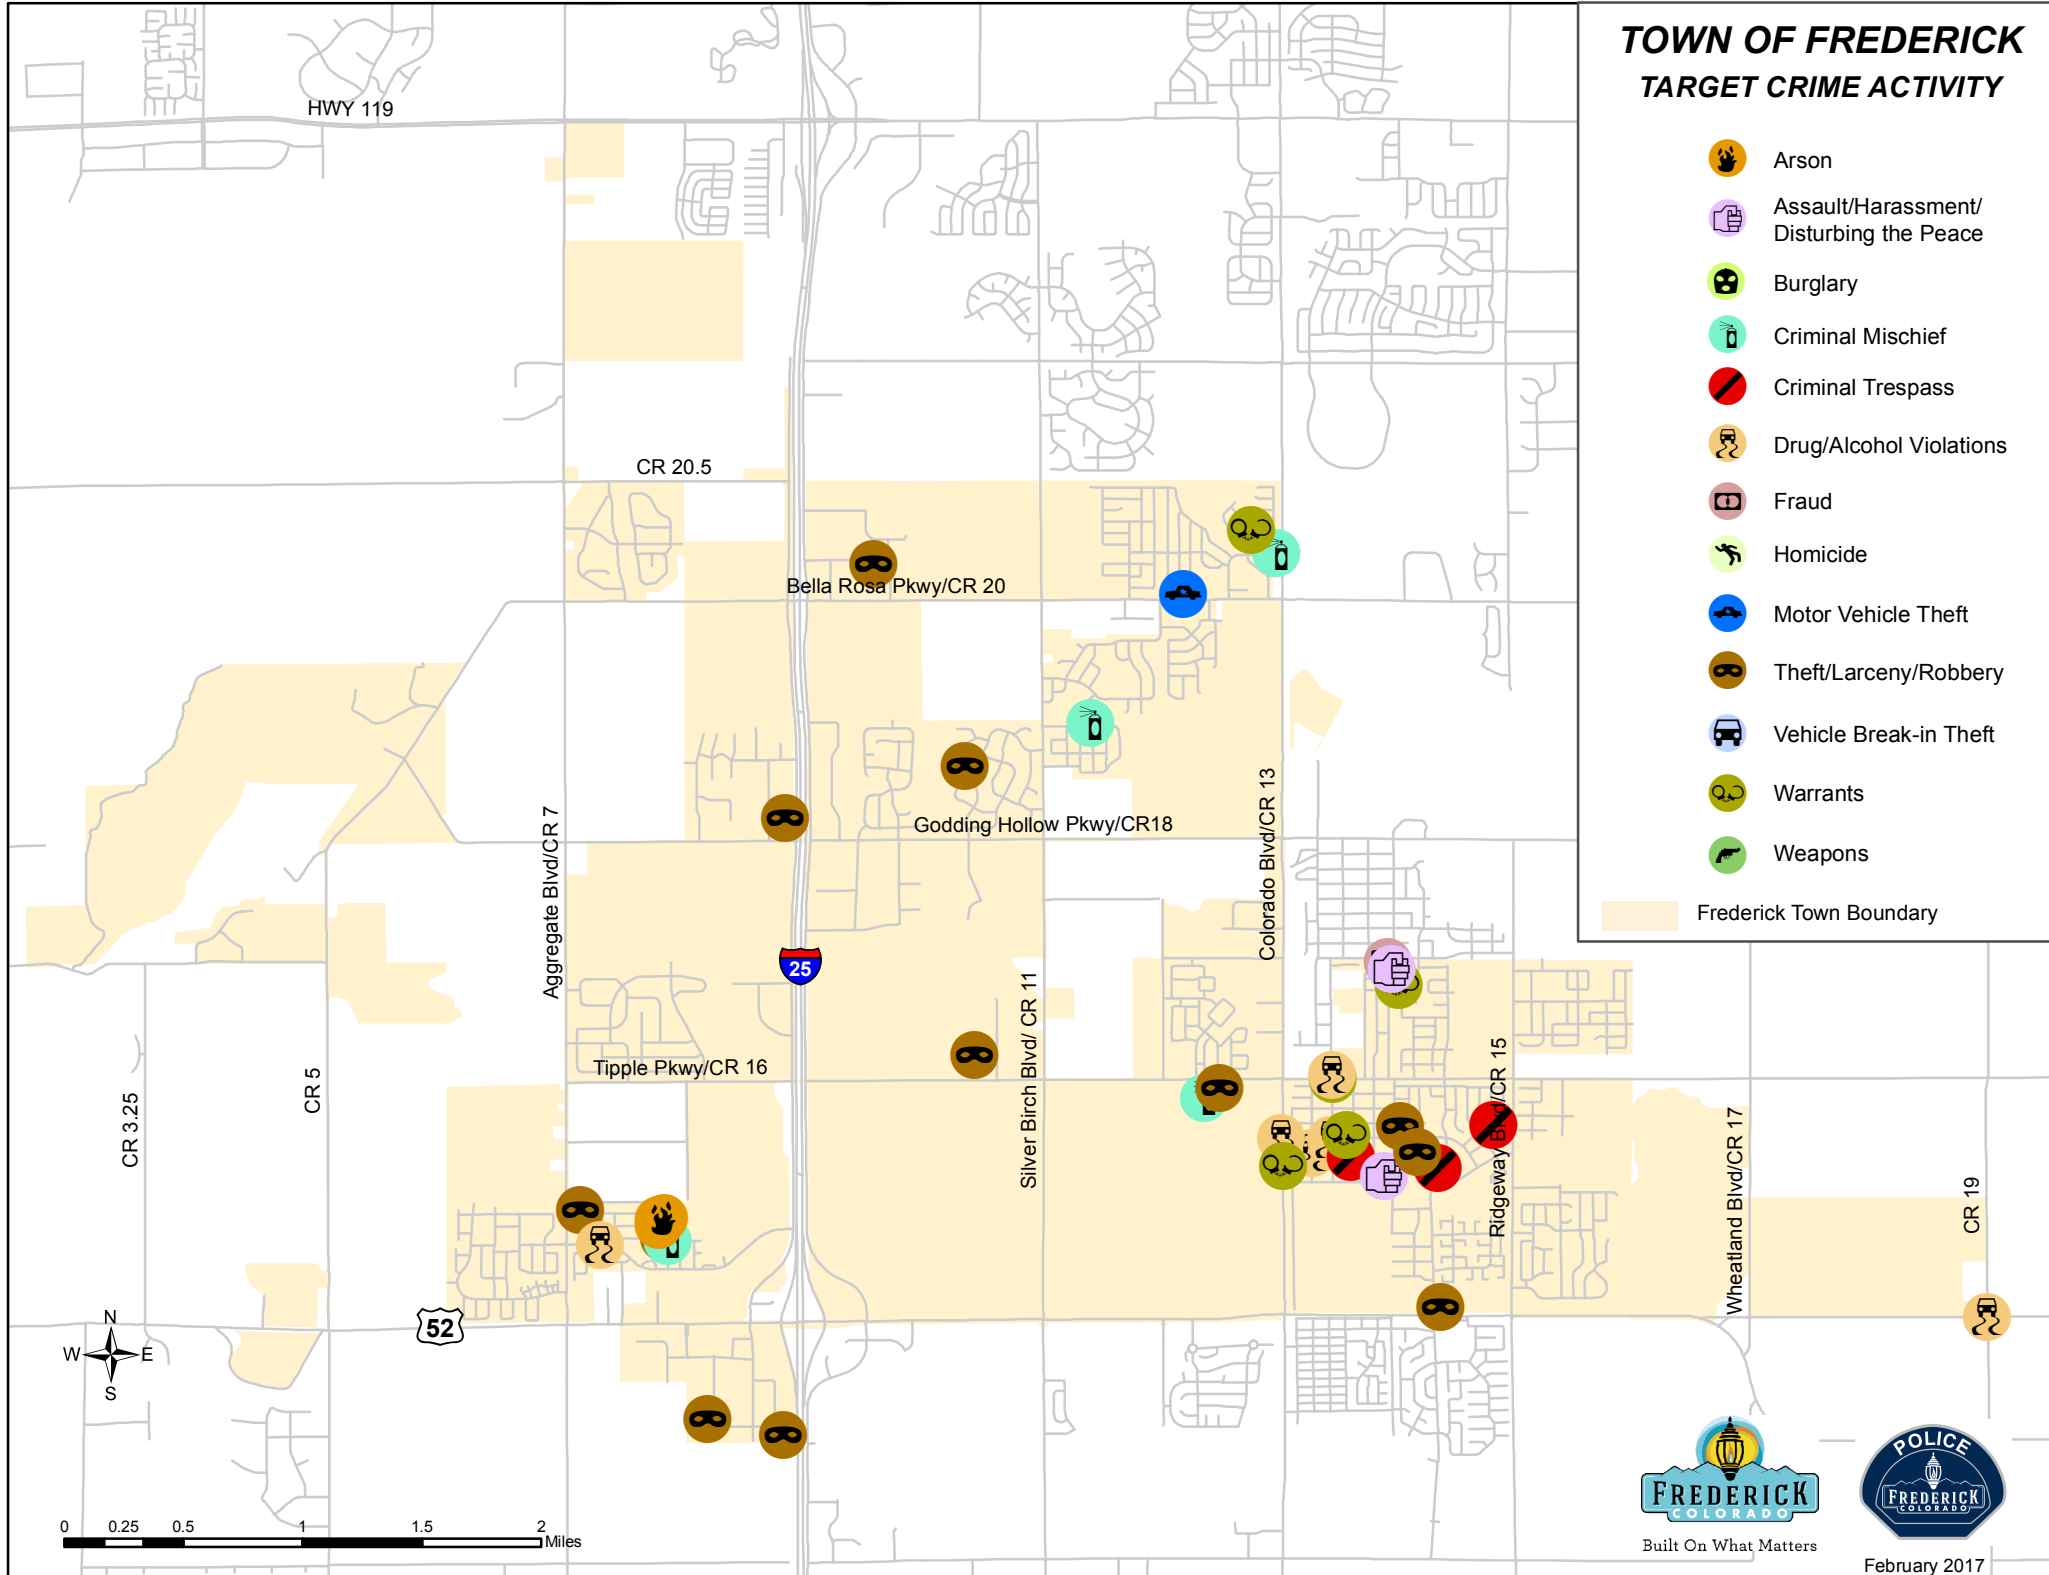 TOWN OF FREDERICK
TARGET CRIME ACTIVITY
Arson
Assault/Harassment/
Disturbing the Peace
Burglary
Criminal Mischief
Criminal Trespass
Drug/Alcohol Violations
Fraud
Homicide
Motor Vehicle Theft
Theft/Larceny/Robbery
Vehicle Break-in Theft
Warrants
Weapons
Frederick Town Boundary
HWY 119
CR 20.5
Bella Rosa Pkwy/CR 20
Godding Hollow Pkwy/CR18
Aggregate Blvd/CR 7
Colorado Blvd/CR 13
25
Silver Birch Blvd/ CR 11
Tipple Pkwy/CR 16
CR 5
CR 3.25
Ridgeway Blvd/CR 15
Wheatland Blvd/CR 17
CR 19
52
N
W E
S
0 0.25 0.5 1 1.5 2
Miles
FREDERICK
COLORADO
Built On What Matters
POLICE
FREDERICK
COLORADO
February 2017